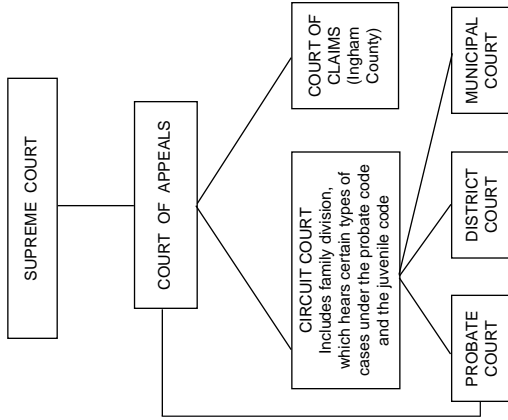 SUPREME COURT
COURT OF APPEALS
CIRCUIT COURT
Includes family division,
which hears certain types of
cases under the probate code
and the juvenile code
COURT OF
CLAIMS
(Ingham
County)
PROBATE
COURT
DISTRICT
COURT
MUNICIPAL
COURT